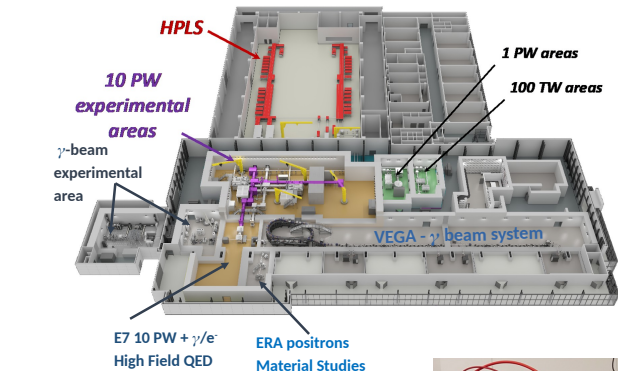 HPLS
1 PW areas
10 PW
experimental
areas
100 TW areas
γ-beam
experimental
area
VEGA - γ beam system
E7 10 PW + γ/e-
High Field QED
ERA positrons
Material Studies